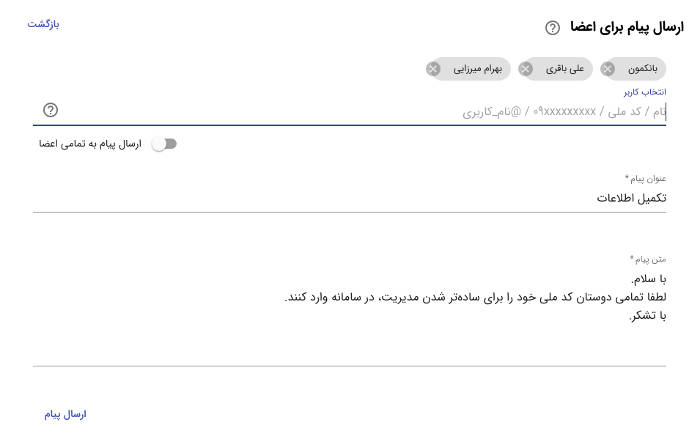 ارسال پیام برای اعضا
بازگشت
بانکمون علی باقری بهرام میرزایی
انتخاب کاربر
نام / کد ملی / 09xxxxxxxxx / @نام_کاربری
ارسال پیام به تمامی اعضا
عنوان پیام *
تکمیل اطلاعات
متن پیام *
با سلام.
لطفا تمامی دوستان کد ملی خود را برای ساده‌تر شدن مدیریت، در سامانه وارد کنند.
با تشکر.
ارسال پیام